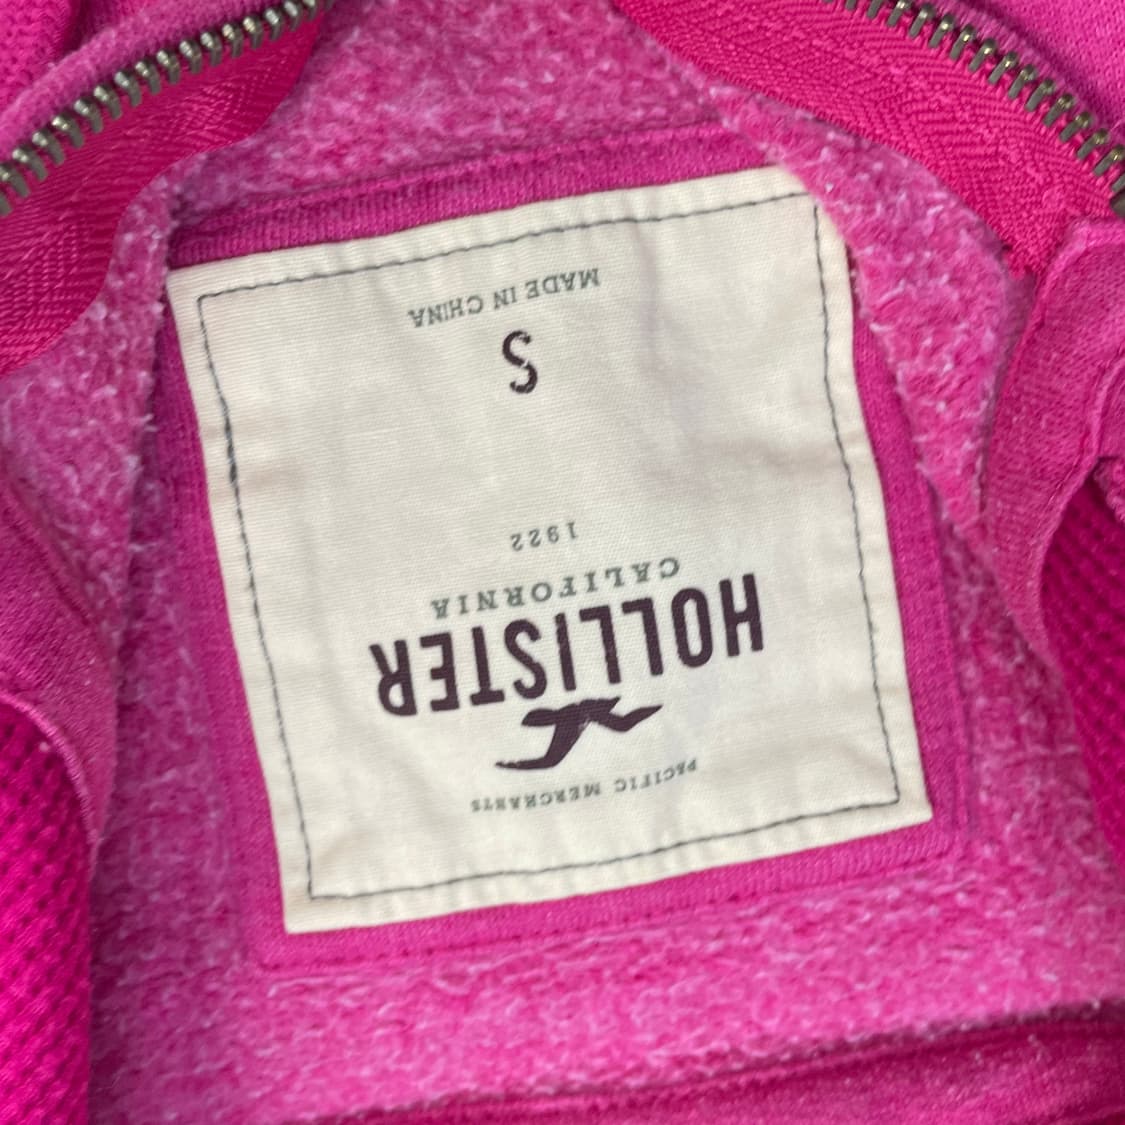 PACIFIC MERCHANTS
HOLLISTER
CALIFORNIA
1922
S
MADE IN CHINA